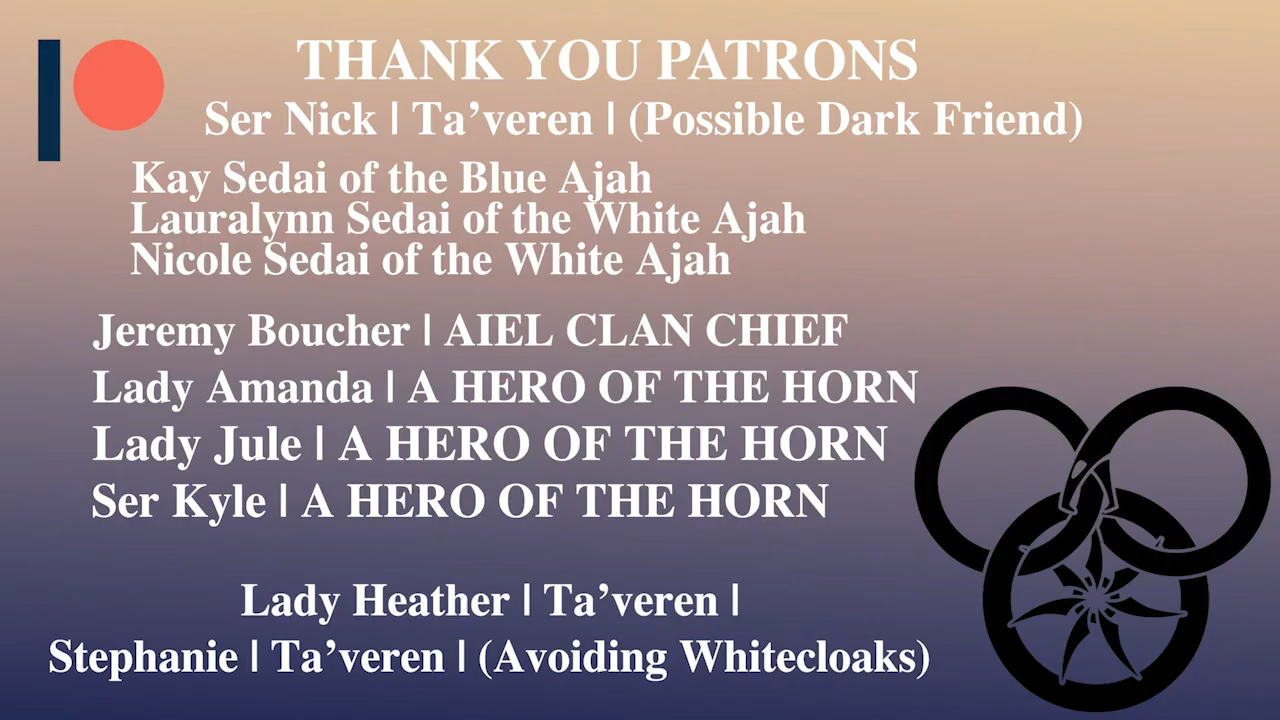 THANK YOU PATRONS
Ser Nick | Ta’veren | (Possible Dark Friend)
Kay Sedai of the Blue Ajah
Lauralynn Sedai of the White Ajah
Nicole Sedai of the White Ajah
Jeremy Boucher | AIEL CLAN CHIEF
Lady Amanda | A HERO OF THE HORN
Lady Jule | A HERO OF THE HORN
Ser Kyle | A HERO OF THE HORN
Lady Heather | Ta’veren |
Stephanie | Ta’veren | (Avoiding Whitecloaks)